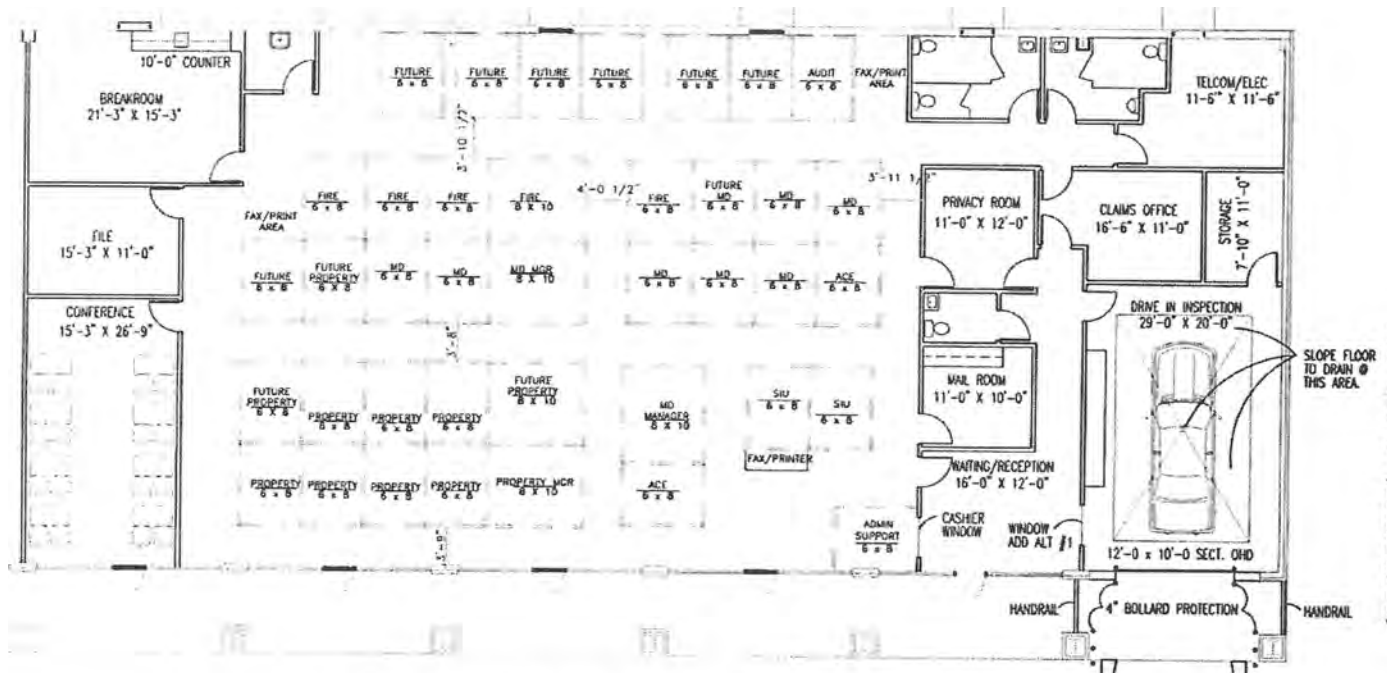 10'-0" COUNTER
BREAKROOM
21'-3" X 15'-3"
FUTURE
6 x 8
FUTURE
6 x 8
FUTURE
6 x 8
FUTURE
6 x 8
FUTURE
6 x 8
FUTURE
6 x 8
AUDIT
6 x 8
FAX/PRINT
AREA
TELCOM/ELEC
11-6" X 11'-6"
3'-10 1/2"
FIRE
6 x 8
FIRE
6 x 8
FIRE
6 x 8
FIRE
8 X 10
4'-0 1/2"
FIRE
6 x 8
FUTURE
MD
6 x 8
MD
6 x 8
MD
6 x 8
3'-11 1/2"
PRIVACY ROOM
11'-0" X 12'-0"
CLAIMS OFFICE
16'-6" X 11'-0"
STORAGE
7'-10" X 11'-0"
FAX/PRINT
AREA
FILE
15'-3" X 11'-0"
FUTURE
6 x 8
FUTURE
PROPERTY
6 X 8
MD
6 x 8
MD
6 x 8
MD MGR
8 X 10
MD
6 x 8
MD
6 x 8
MD
6 x 8
ACE
6 x 8
CONFERENCE
15'-3" X 26'-9"
3'-8"
DRIVE IN INSPECTION
29'-0" X 20'-0"
SLOPE FLOOR
TO DRAIN @
THIS AREA.
FUTURE
PROPERTY
6 X 8
PROPERTY
6 x 8
PROPERTY
6 x 8
PROPERTY
6 x 8
FUTURE
PROPERTY
8 X 10
MD
MANAGER
8 X 10
SIU
6 x 8
SIU
6 x 8
MAIL ROOM
11'-0" X 10'-0"
FAX/PRINTER
PROPERTY
6 x 8
PROPERTY
6 x 8
PROPERTY
6 x 8
PROPERTY
6 x 8
PROPERTY MGR
8 X 10
ACE
6 x 8
WAITING/RECEPTION
16'-0" X 12'-0"
ADMIN
SUPPORT
6 x 8
CASHIER
WINDOW
WINDOW
ADD ALT #1
12'-0 x 10'-0 SECT. OHD
HANDRAIL
4" BOLLARD PROTECTION
HANDRAIL